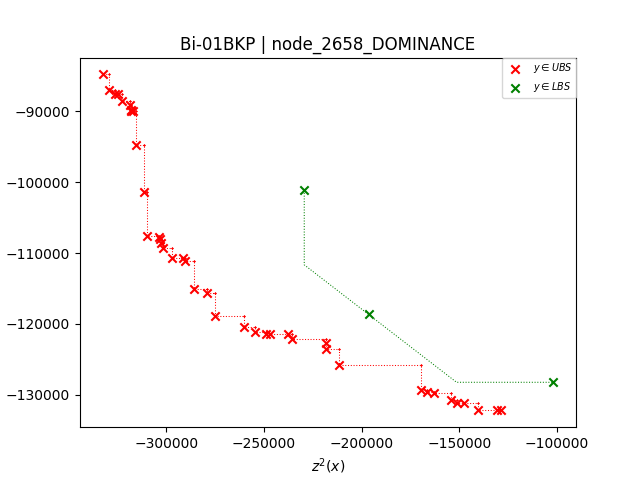 Bi-01BKP | node_2658_DOMINANCE
y ∈ UBS
y ∈ LBS
−90000
−100000
−110000
−120000
−130000
−300000 −250000 −200000 −150000 −100000
z²(x)